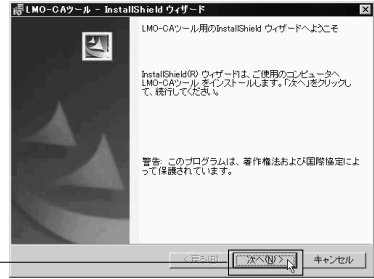 LMO-CAツール - InstallShield ウィザード
LMO-CAツール用のInstallShield ウィザードへようこそ
InstallShield(R) ウィザードは、ご使用のコンピュータへ
LMO-CAツール をインストールします。「次へ」をクリックし
て、続行してください。
警告: このプログラムは、著作権法および国際協定によ
って保護されています。
< 戻る(B)
次へ(N) >
キャンセル